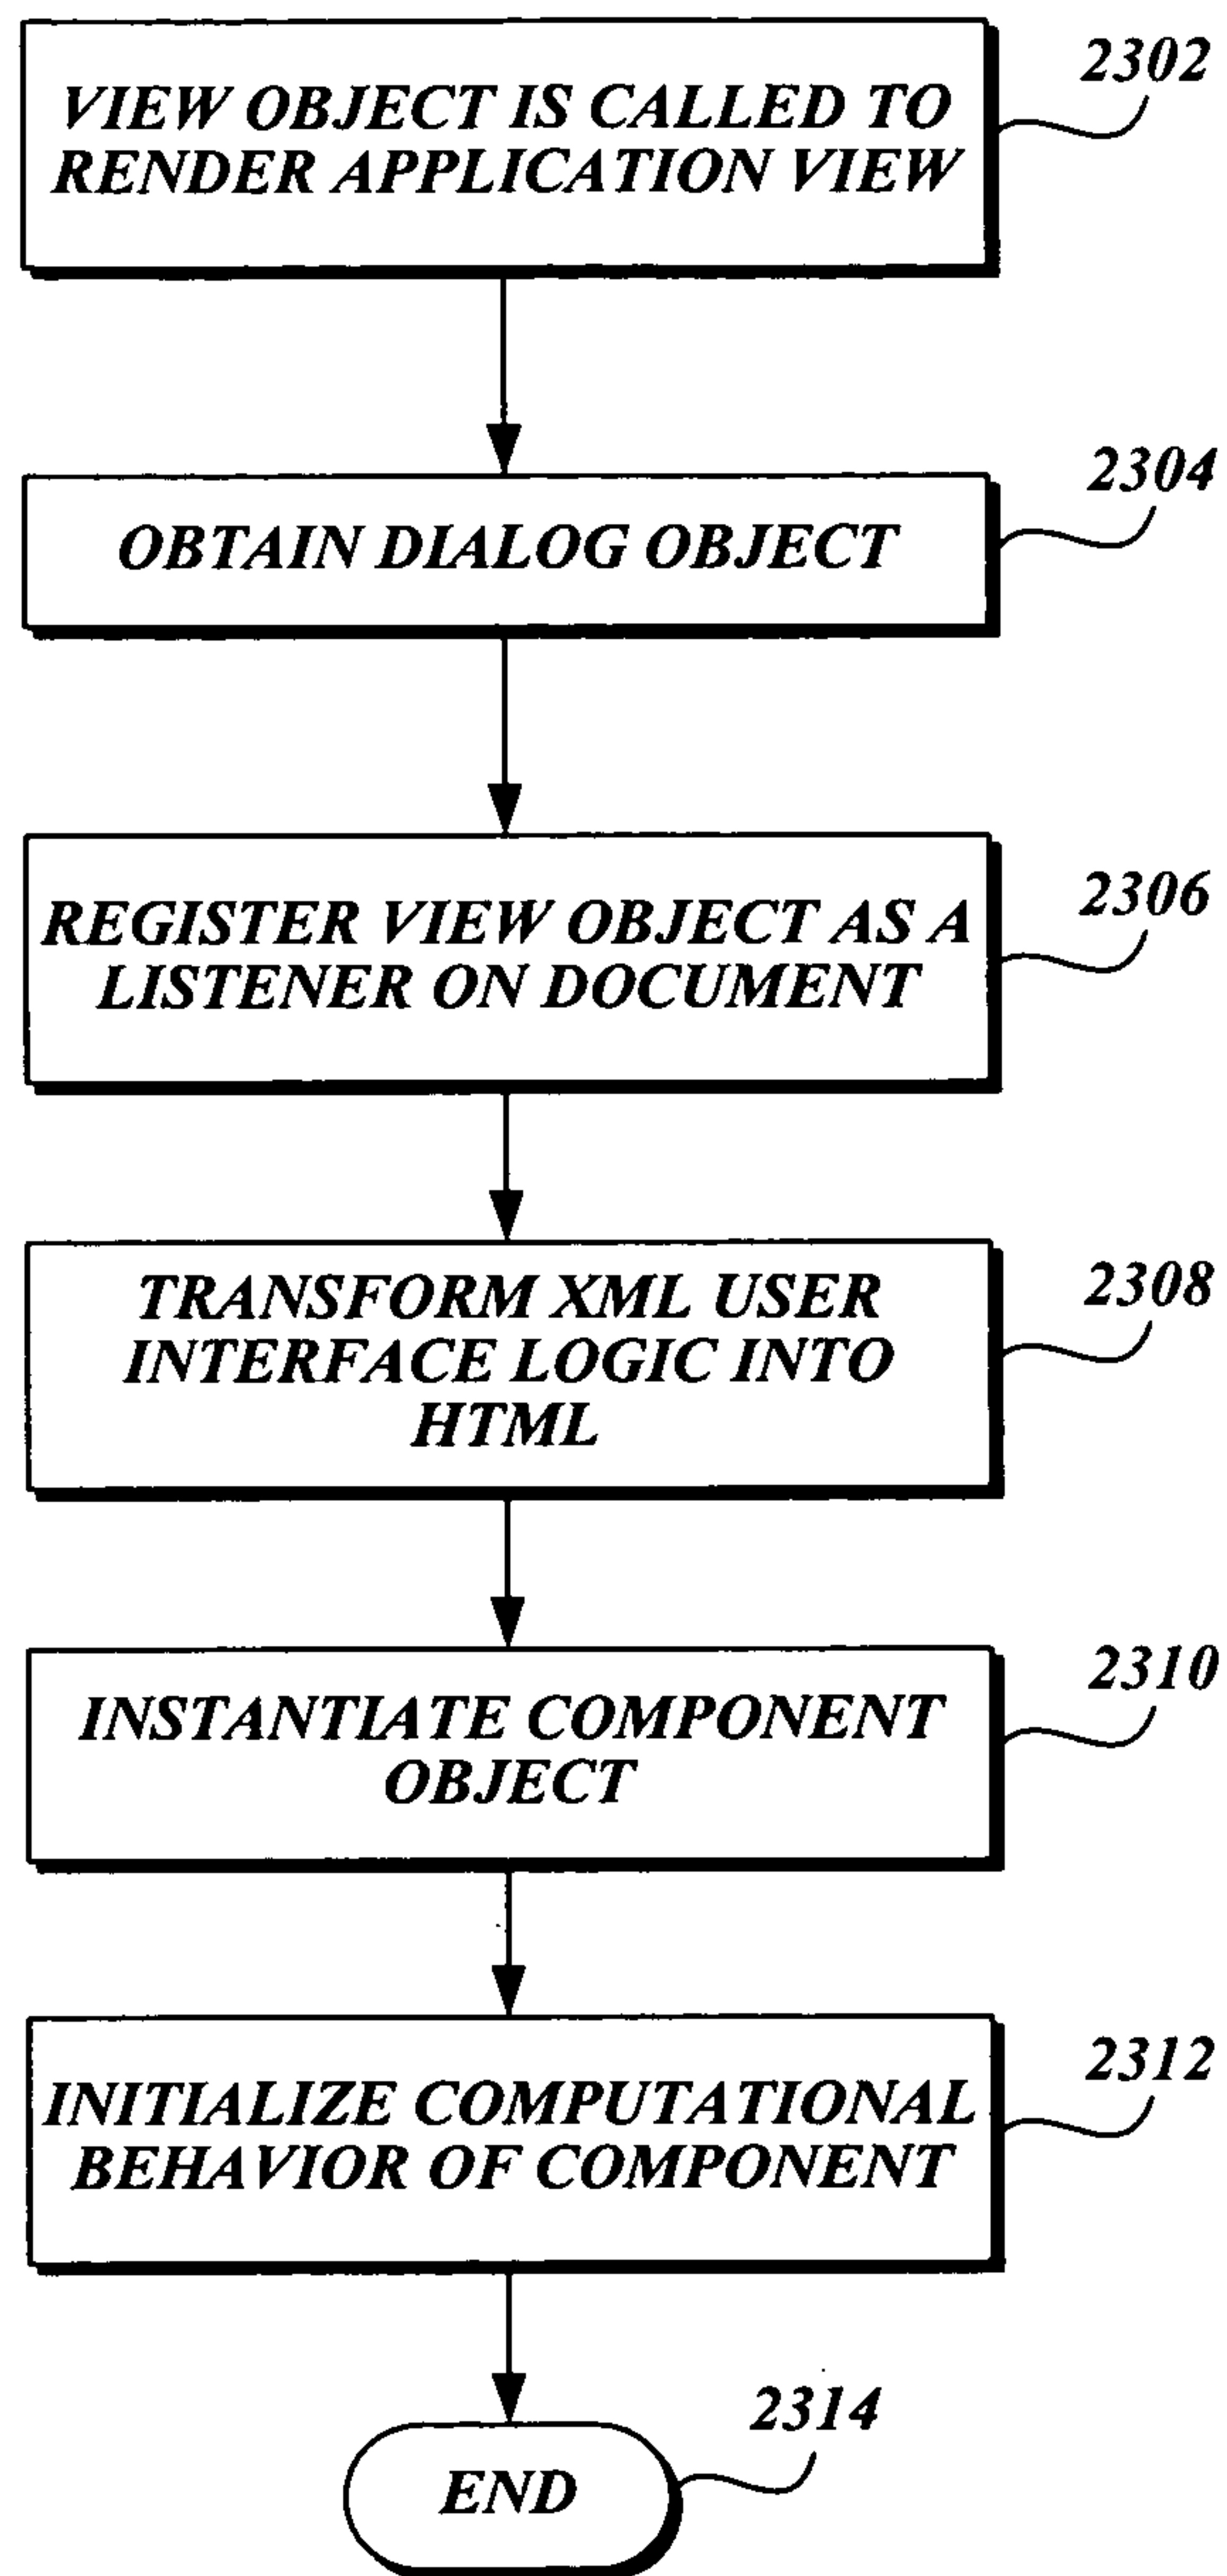 VIEW OBJECT IS CALLED TO
RENDER APPLICATION VIEW
2302
OBTAIN DIALOG OBJECT
2304
REGISTER VIEW OBJECT AS A
LISTENER ON DOCUMENT
2306
TRANSFORM XML USER
INTERFACE LOGIC INTO
HTML
2308
INSTANTIATE COMPONENT
OBJECT
2310
INITIALIZE COMPUTATIONAL
BEHAVIOR OF COMPONENT
2312
END
2314